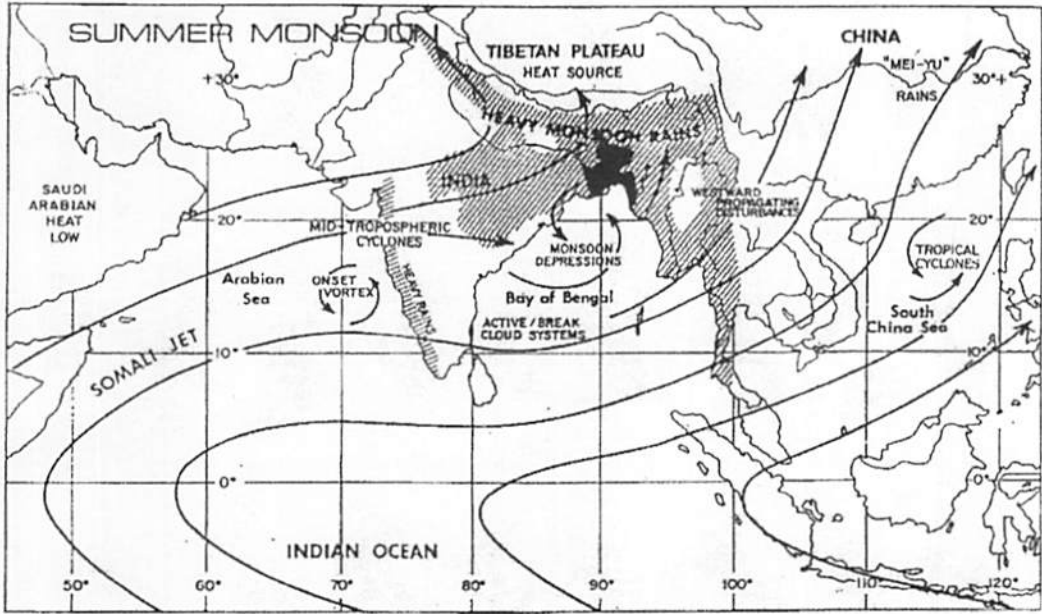 SUMMER MONSOON
TIBETAN PLATEAU
HEAT SOURCE
CHINA
"MEI-YU"
RAINS
+30°
30°+
HEAVY MONSOON RAINS
SAUDI
ARABIAN
HEAT
LOW
INDIA
WESTWARD
PROPAGATING
DISTURBANCES
20°
20°
MID-TROPOSPHERIC
CYCLONES
MONSOON
DEPRESSIONS
TROPICAL
CYCLONES
Arabian
Sea
ONSET
VORTEX
HEAVY RAINS
Bay of Bengal
ACTIVE/BREAK
CLOUD SYSTEMS
South
China Sea
SOMALI JET
10°
10°
0°
0°
INDIAN OCEAN
50°
60°
70°
80°
90°
100°
110°
120°